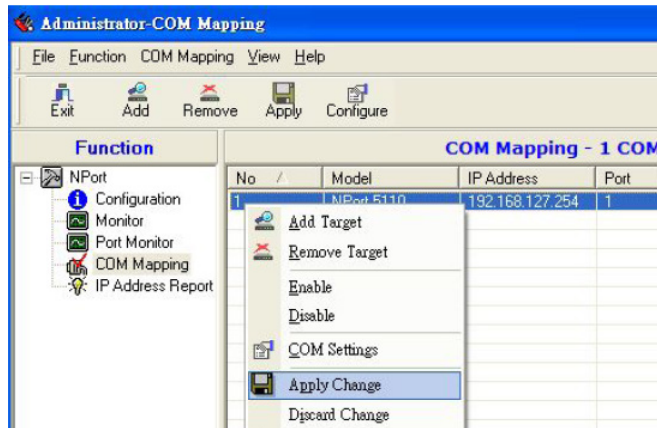 Administrator-COM Mapping
File Function COM Mapping View Help
Exit Add Remove Apply Configure
Function
COM Mapping - 1 COM
NPort
Configuration
Monitor
Port Monitor
COM Mapping
IP Address Report
No Model IP Address Port
1 NPort 5110 192.168.127.254 1
Add Target
Remove Target
Enable
Disable
COM Settings
Apply Change
Discard Change